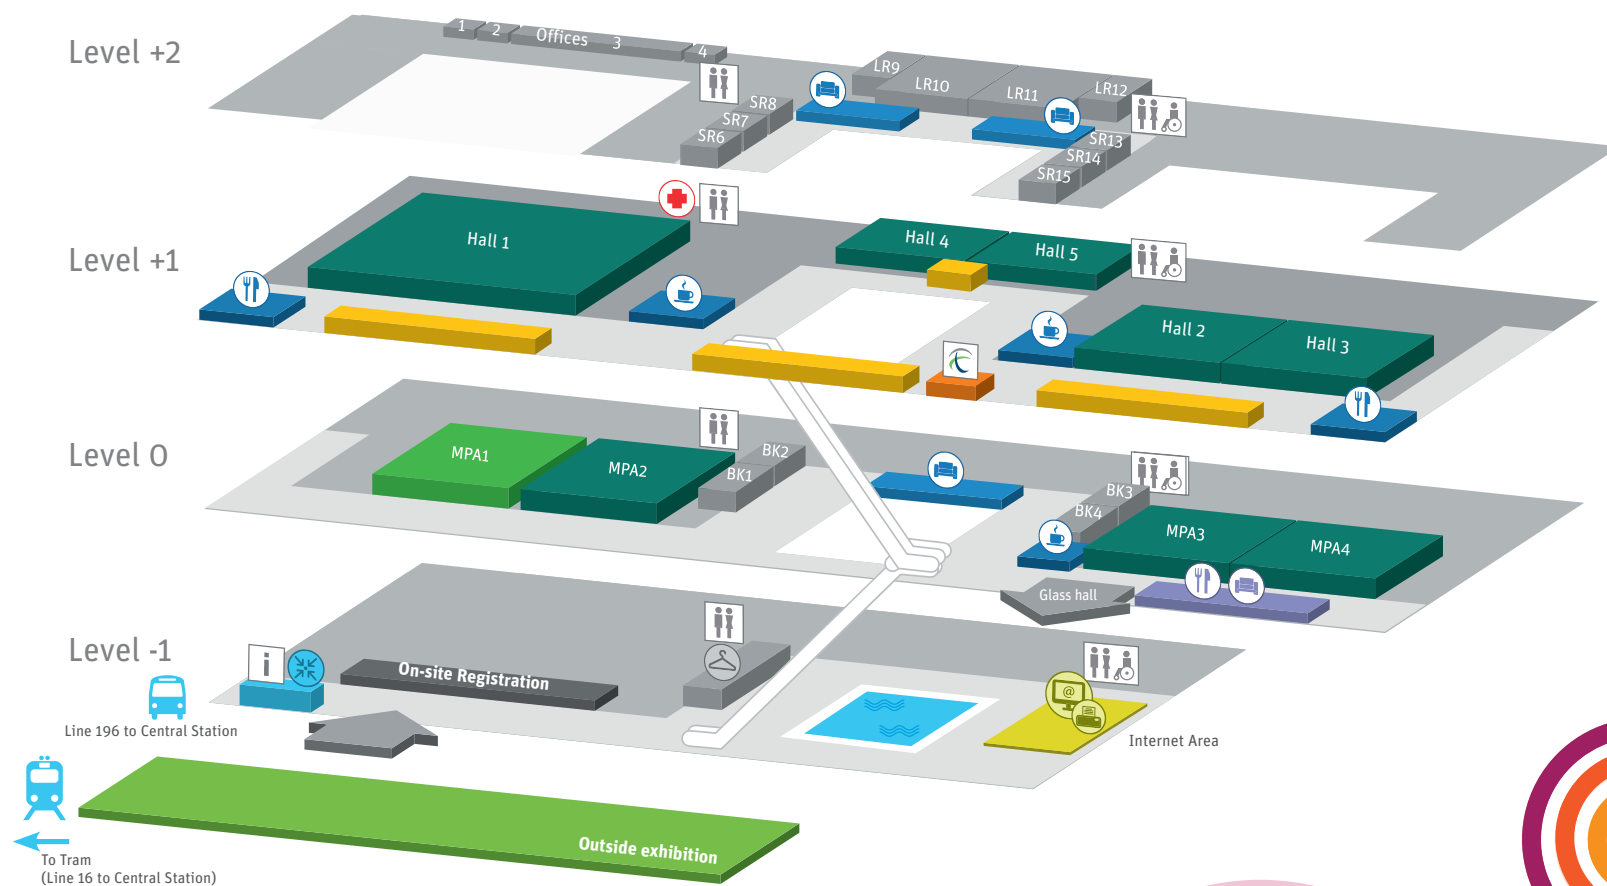 Level +2
1
2
Offices 3
4
SR8
SR7
SR6
LR9
LR10
LR11
LR12
SR13
SR14
SR15
Level +1
Hall 1
Hall 4
Hall 5
Hall 2
Hall 3
Level 0
MPA1
MPA2
BK2
BK1
BK3
BK4
MPA3
MPA4
Glass hall
Level -1
i
On-site Registration
@
Internet Area
Line 196 to Central Station
Outside exhibition
To Tram
(Line 16 to Central Station)